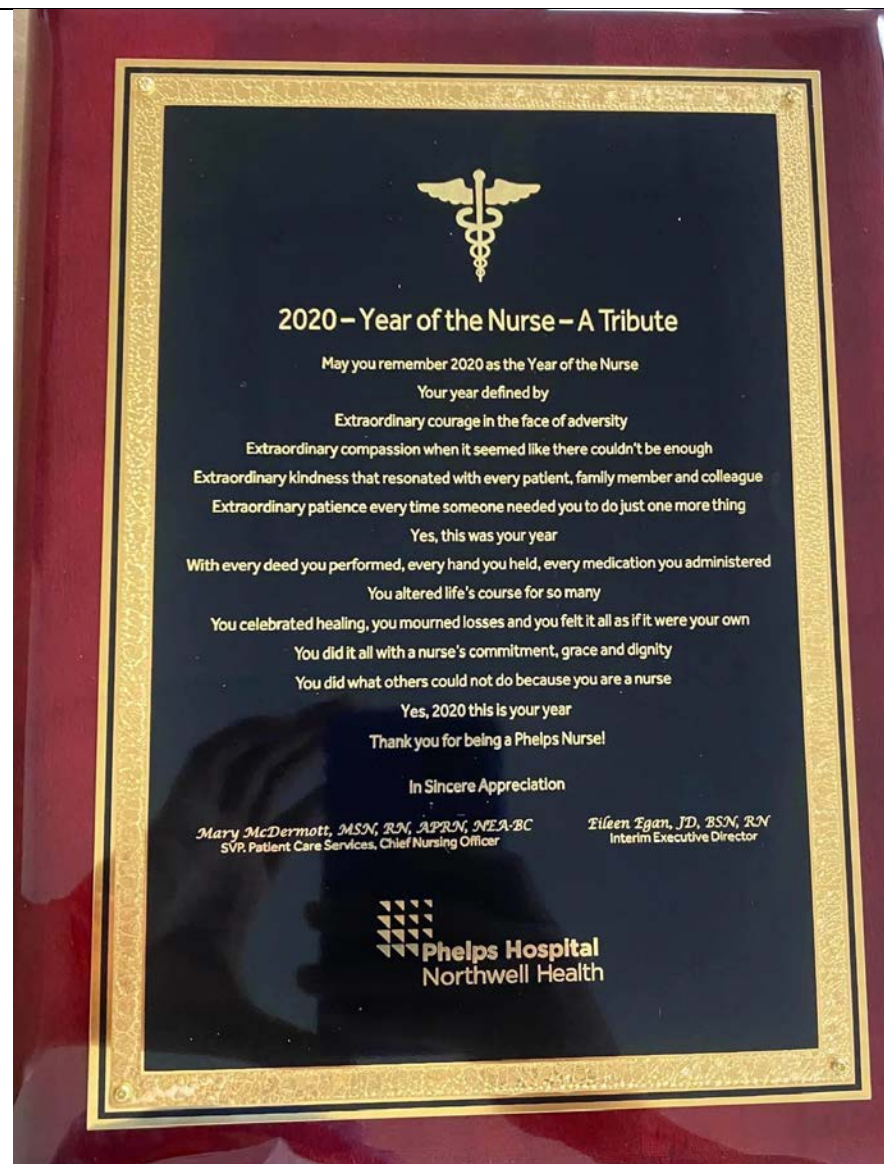 2020 – Year of the Nurse – A Tribute
May you remember 2020 as the Year of the Nurse
Your year defined by
Extraordinary courage in the face of adversity
Extraordinary compassion when it seemed like there couldn't be enough
Extraordinary kindness that resonated with every patient, family member and colleague
Extraordinary patience every time someone needed you to do just one more thing
Yes, this was your year
With every deed you performed, every hand you held, every medication you administered
You altered life's course for so many
You celebrated healing, you mourned losses and you felt it all as if it were your own
You did it all with a nurse's commitment, grace and dignity
You did what others could not do because you are a nurse
Yes, 2020 this is your year
Thank you for being a Phelps Nurse!
In Sincere Appreciation
Mary McDermott, MSN, RN, APRN, NEA-BC
SVP, Patient Care Services, Chief Nursing Officer
Eileen Egan, JD, BSN, RN
Interim Executive Director
Phelps Hospital
Northwell Health